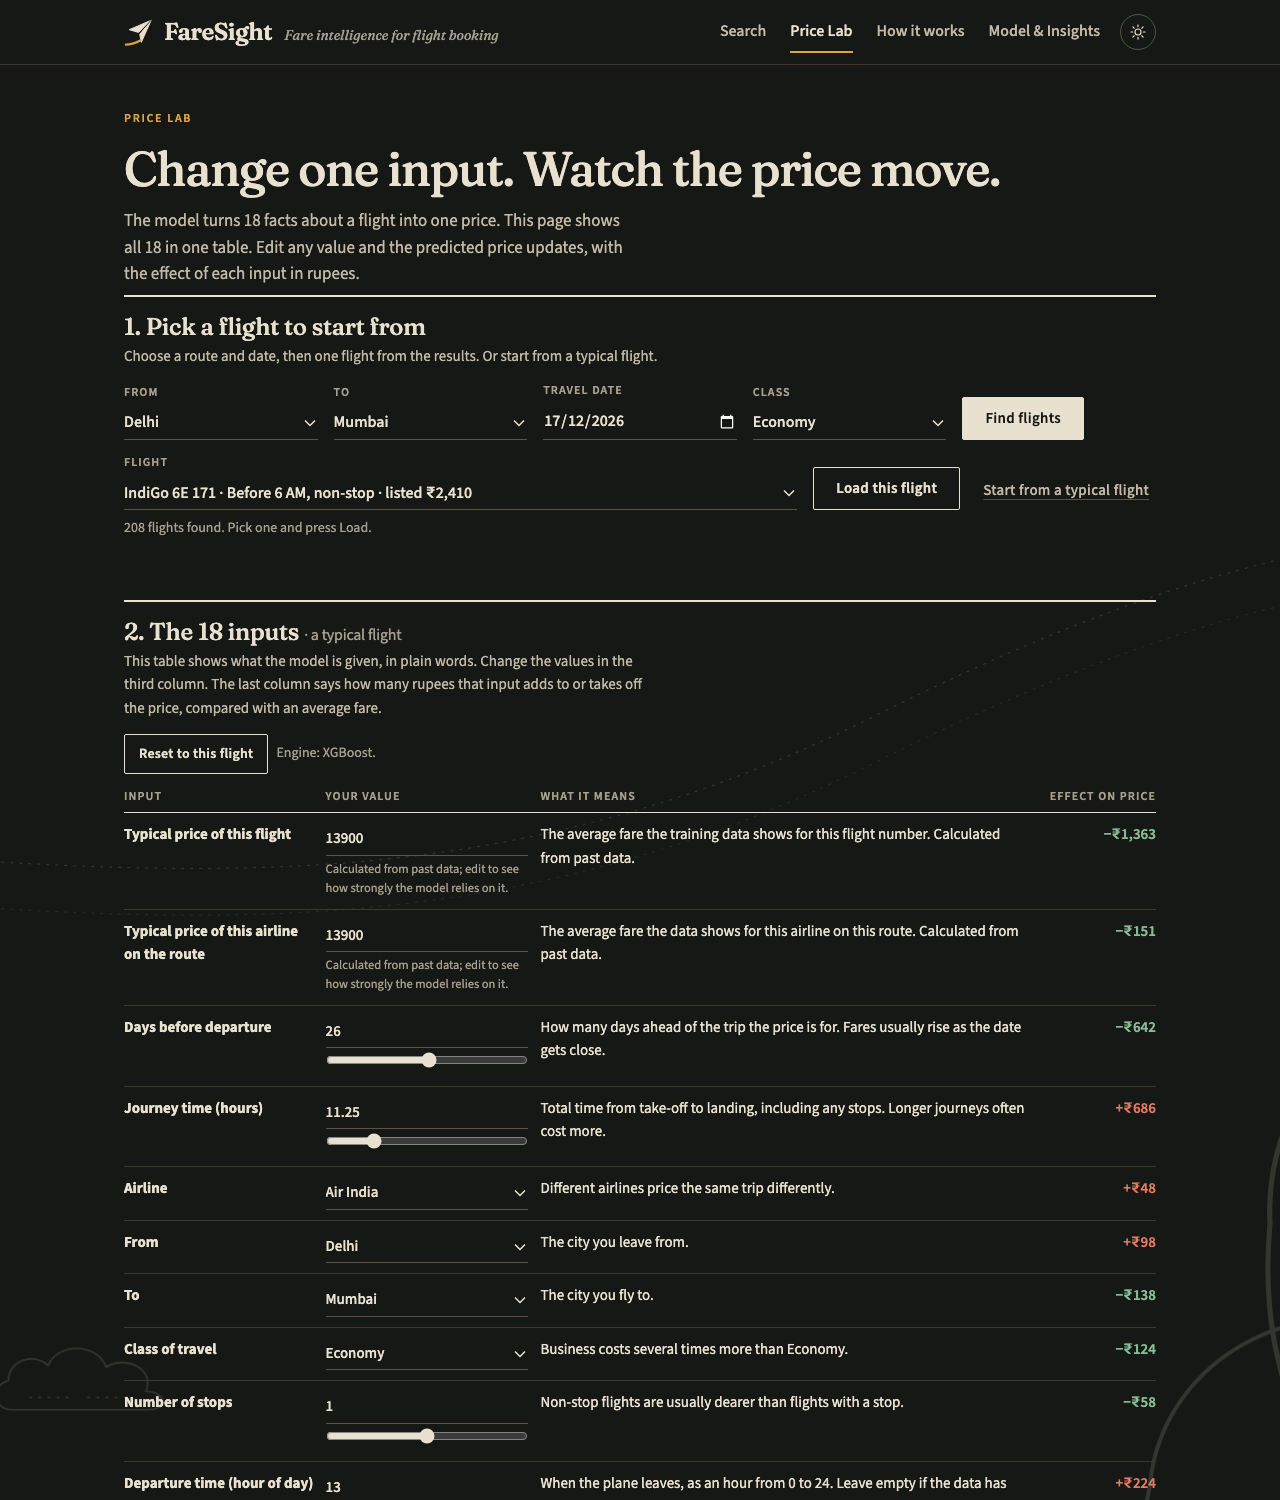 FareSight Fare intelligence for flight booking Search Price Lab How it works Model & Insights
PRICE LAB
Change one input. Watch the price move.
The model turns 18 facts about a flight into one price. This page shows
all 18 in one table. Edit any value and the predicted price updates, with
the effect of each input in rupees.
1. Pick a flight to start from
Choose a route and date, then one flight from the results. Or start from a typical flight.
FROM TO TRAVEL DATE CLASS
Delhi Mumbai 17/12/2026 Economy Find flights
FLIGHT
IndiGo 6E 171 · Before 6 AM, non-stop · listed ₹2,410 Load this flight Start from a typical flight
208 flights found. Pick one and press Load.
2. The 18 inputs · a typical flight
This table shows what the model is given, in plain words. Change the values in the
third column. The last column says how many rupees that input adds to or takes off
the price, compared with an average fare.
Reset to this flight Engine: XGBoost.
INPUT YOUR VALUE WHAT IT MEANS EFFECT ON PRICE
Typical price of this flight 13900 The average fare the training data shows for this flight number. Calculated −₹1,363
from past data.
Calculated from past data; edit to see
how strongly the model relies on it.
Typical price of this airline 13900 The average fare the data shows for this airline on this route. Calculated from −₹151
on the route past data.
Calculated from past data; edit to see
how strongly the model relies on it.
Days before departure 26 How many days ahead of the trip the price is for. Fares usually rise as the date −₹642
gets close.
Journey time (hours) 11.25 Total time from take-off to landing, including any stops. Longer journeys often +₹686
cost more.
Airline Air India Different airlines price the same trip differently. +₹48
From Delhi The city you leave from. +₹98
To Mumbai The city you fly to. −₹138
Class of travel Economy Business costs several times more than Economy. −₹124
Number of stops 1 Non-stop flights are usually dearer than flights with a stop. −₹58
Departure time (hour of day) 13 When the plane leaves, as an hour from 0 to 24. Leave empty if the data has +₹224